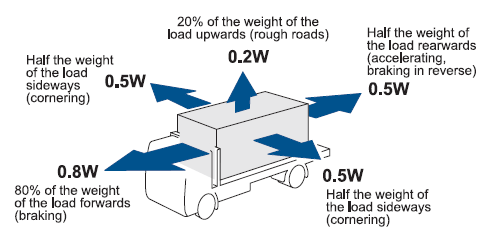 20% of the weight of the
load upwards (rough roads)
0.2W
Half the weight
of the load
sideways
(cornering)
0.5W
Half the weight of
the load rearwards
(accelerating,
braking in reverse)
0.5W
0.8W
80% of the weight
of the load forwards
(braking)
0.5W
Half the weight of
the load sideways
(cornering)